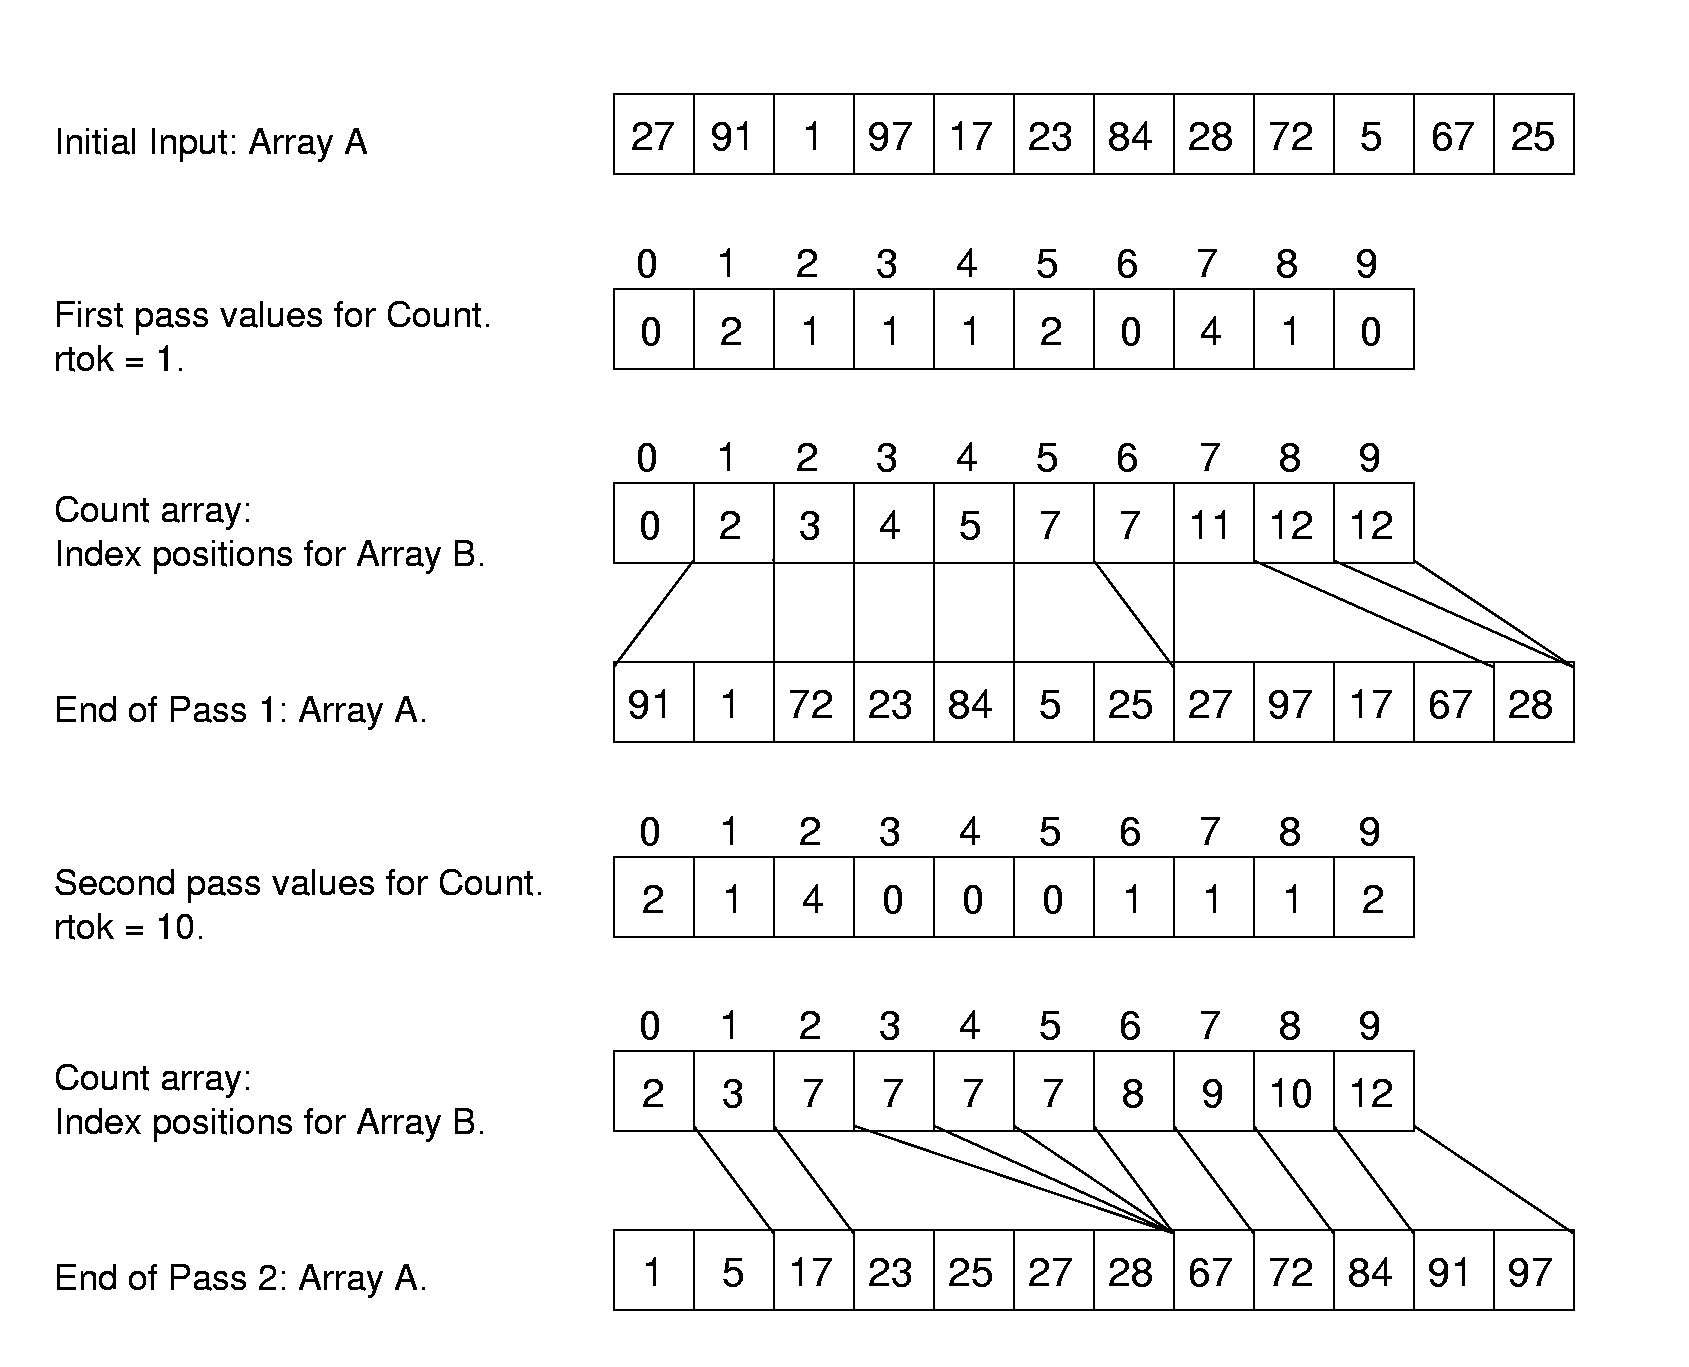 Initial Input: Array A
27 91 1 97 17 23 84 28 72 5 67 25
0 1 2 3 4 5 6 7 8 9
First pass values for Count.
rtok = 1.
0 2 1 1 1 2 0 4 1 0
0 1 2 3 4 5 6 7 8 9
Count array:
Index positions for Array B.
0 2 3 4 5 7 7 11 12 12
End of Pass 1: Array A.
91 1 72 23 84 5 25 27 97 17 67 28
0 1 2 3 4 5 6 7 8 9
Second pass values for Count.
rtok = 10.
2 1 4 0 0 0 1 1 1 2
0 1 2 3 4 5 6 7 8 9
Count array:
Index positions for Array B.
2 3 7 7 7 7 8 9 10 12
End of Pass 2: Array A.
1 5 17 23 25 27 28 67 72 84 91 97